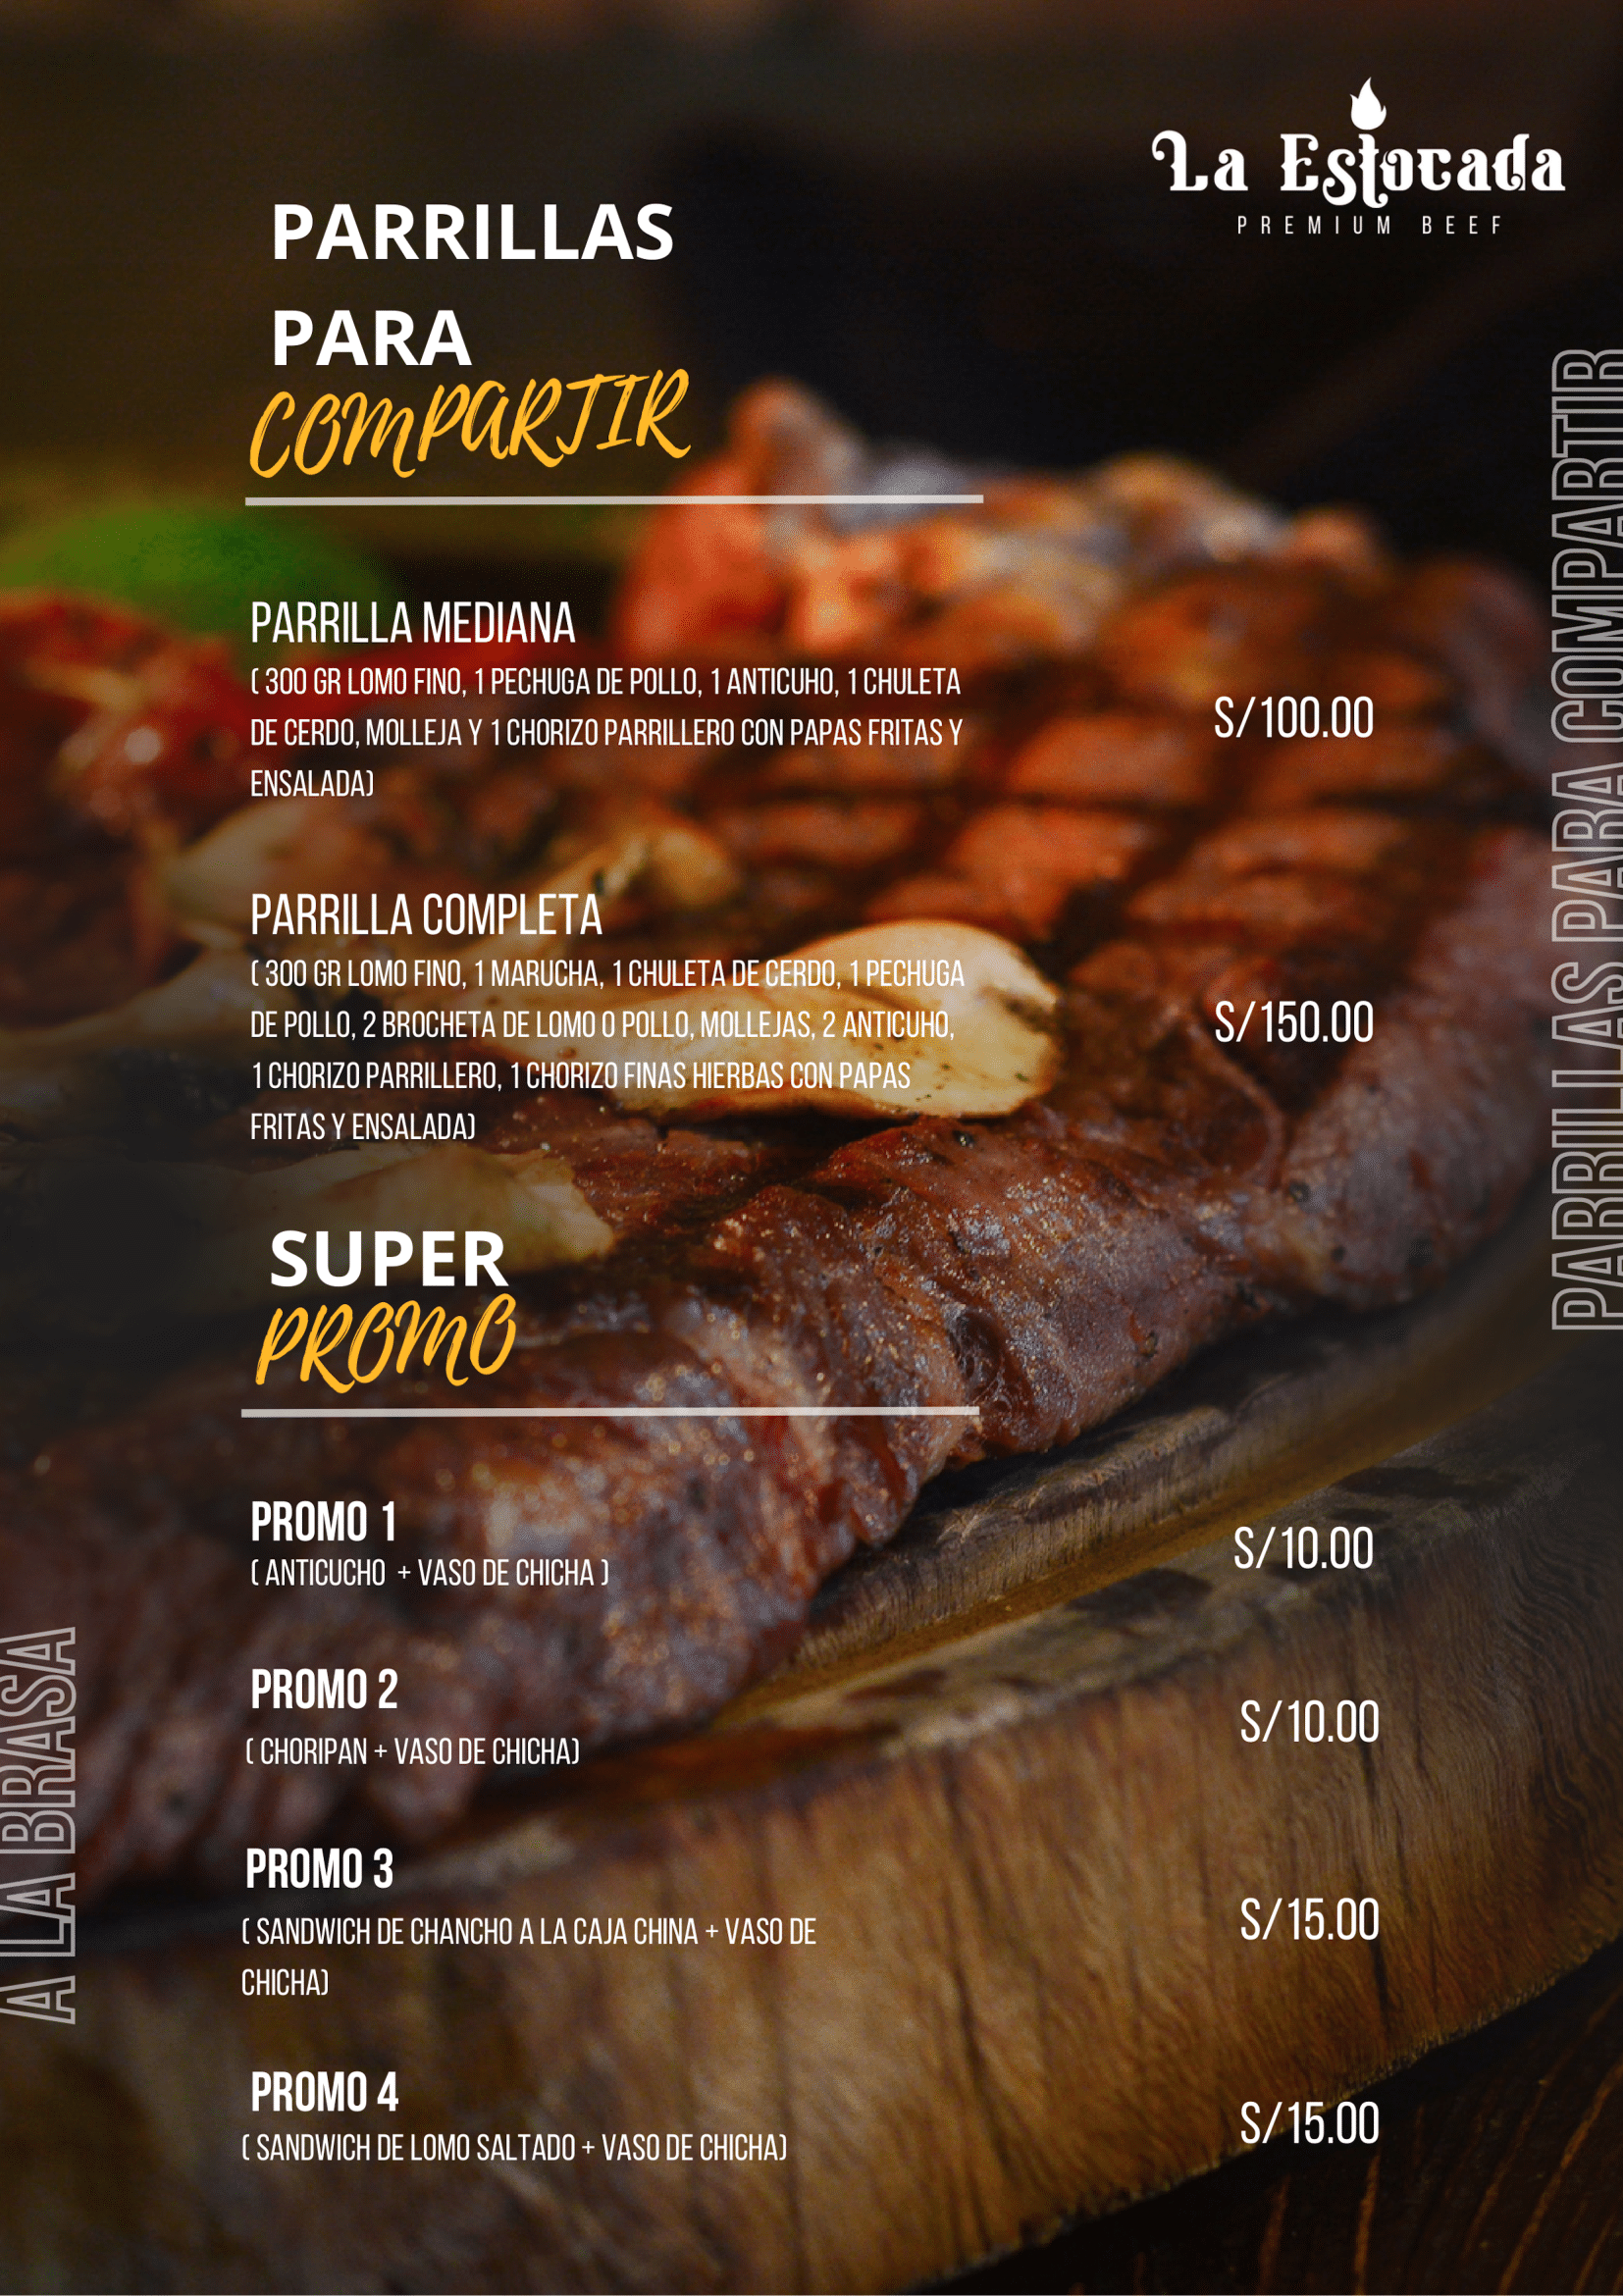 La Estocada
PREMIUM BEEF
PARRILLAS
PARA
COMPARTIR
PARRILLA MEDIANA
( 300 GR LOMO FINO, 1 PECHUGA DE POLLO, 1 ANTICUHO, 1 CHULETA
DE CERDO, MOLLEJA Y 1 CHORIZO PARRILLERO CON PAPAS FRITAS Y
ENSALADA)
S/100.00
PARRILLA COMPLETA
( 300 GR LOMO FINO, 1 MARUCHA, 1 CHULETA DE CERDO, 1 PECHUGA
DE POLLO, 2 BROCHETA DE LOMO O POLLO, MOLLEJAS, 2 ANTICUHO,
1 CHORIZO PARRILLERO, 1 CHORIZO FINAS HIERBAS CON PAPAS
FRITAS Y ENSALADA)
S/150.00
SUPER
PROMO
PROMO 1
( ANTICUCHO + VASO DE CHICHA )
S/10.00
PROMO 2
( CHORIPAN + VASO DE CHICHA)
S/10.00
PROMO 3
( SANDWICH DE CHANCHO A LA CAJA CHINA + VASO DE
CHICHA)
S/15.00
PROMO 4
( SANDWICH DE LOMO SALTADO + VASO DE CHICHA)
S/15.00
PARRILLAS PARA COMPARTIR
A LA BRASA